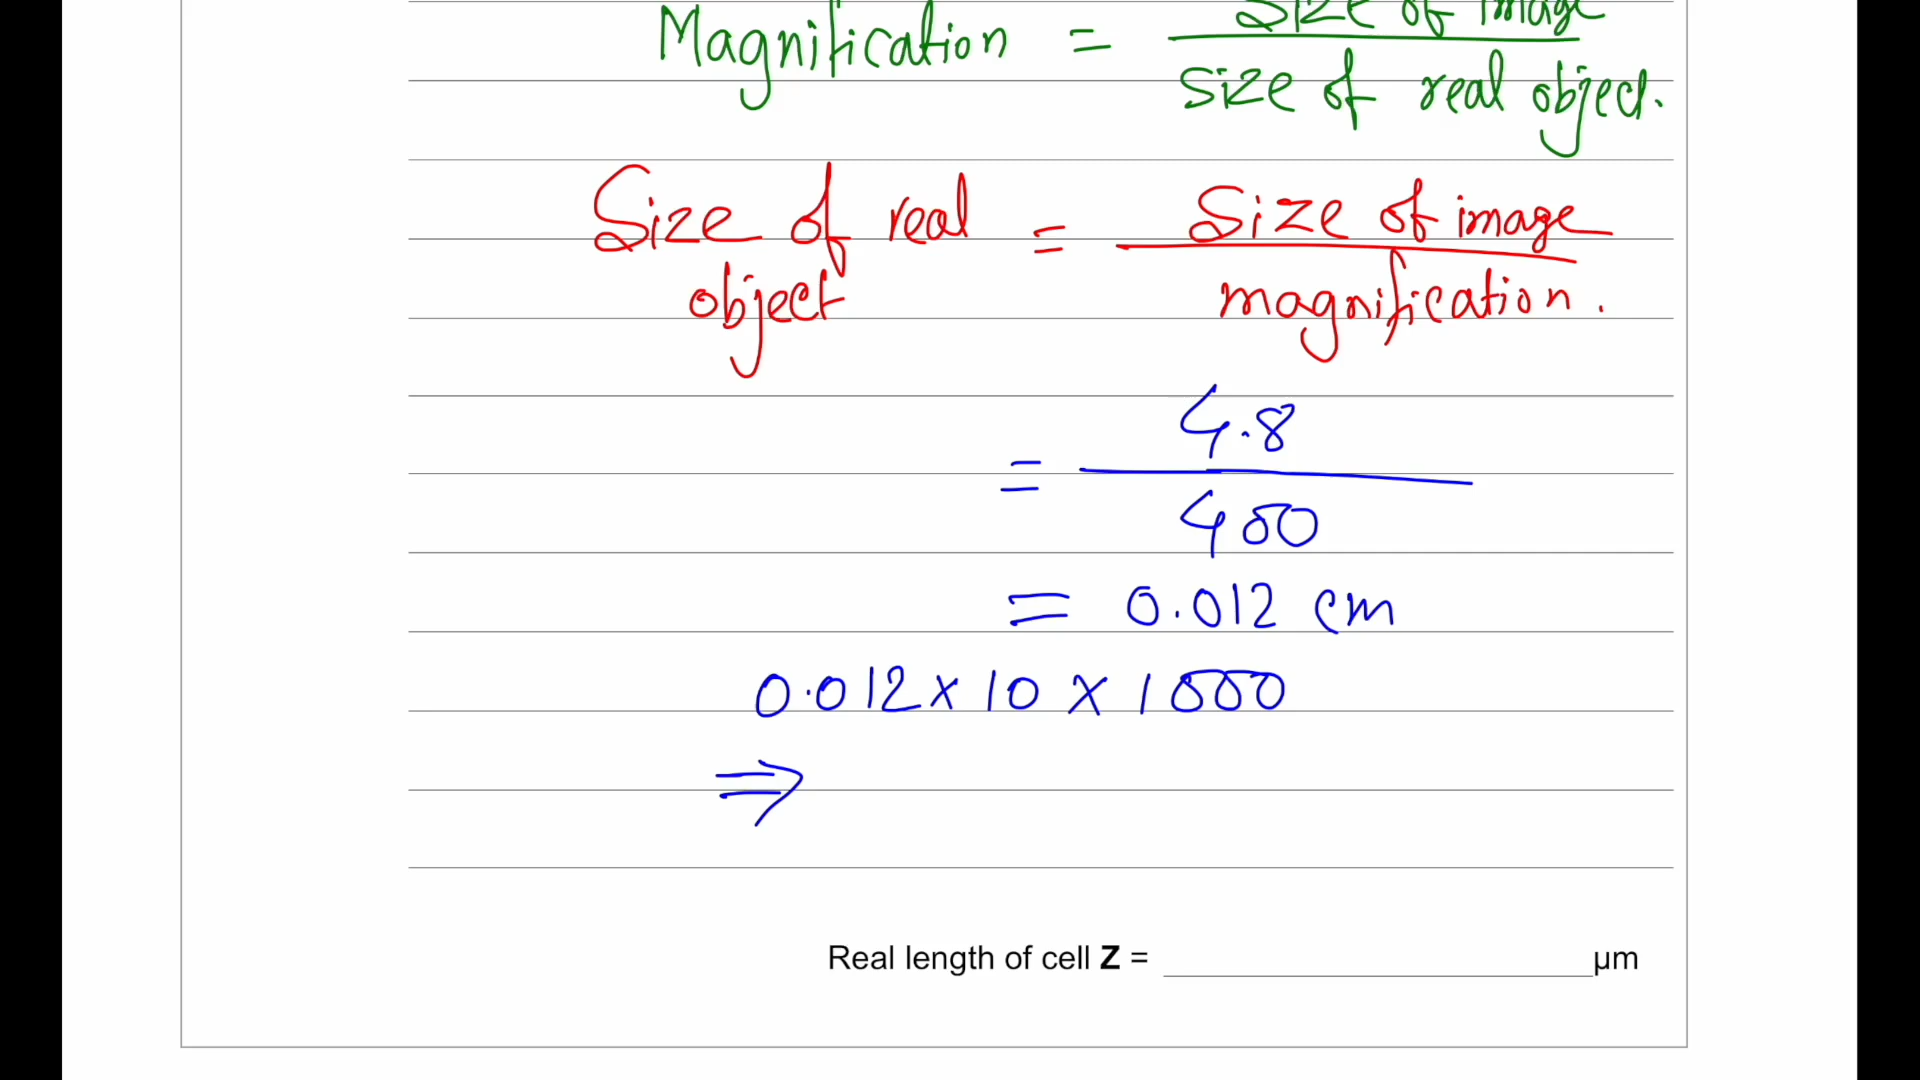 Magnification = Size of image
size of real object.
Size of real = Size of image
object magnification.
= 4.8
400
= 0.012 cm
0.012 x 10 x 1000
⇒
Real length of cell Z = ____________________ µm